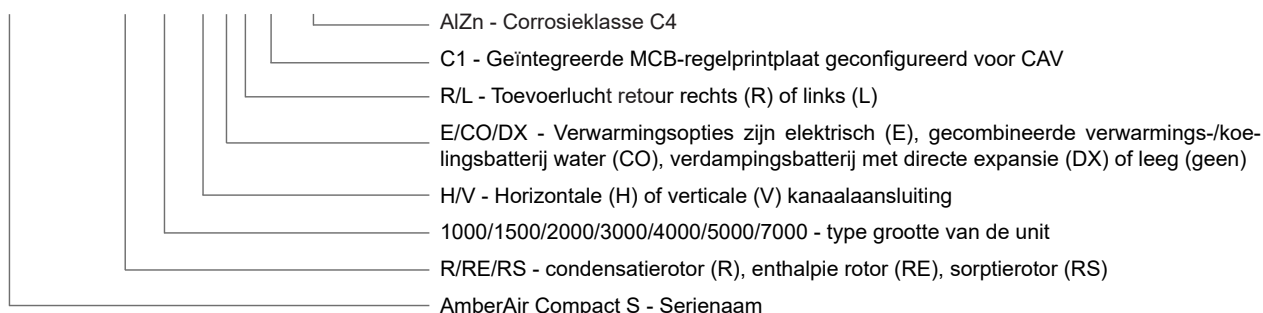 AlZn - Corrosieklasse C4
C1 - Geïntegreerde MCB-regelprintplaat geconfigureerd voor CAV
R/L - Toevoerlucht retour rechts (R) of links (L)
E/CO/DX - Verwarmingsopties zijn elektrisch (E), gecombineerde verwarmings-/koe-
lingsbatterij water (CO), verdampingsbatterij met directe expansie (DX) of leeg (geen)
H/V - Horizontale (H) of verticale (V) kanaalaansluiting
1000/1500/2000/3000/4000/5000/7000 - type grootte van de unit
R/RE/RS - condensatierotor (R), enthalpie rotor (RE), sorptierotor (RS)
AmberAir Compact S - Serienaam